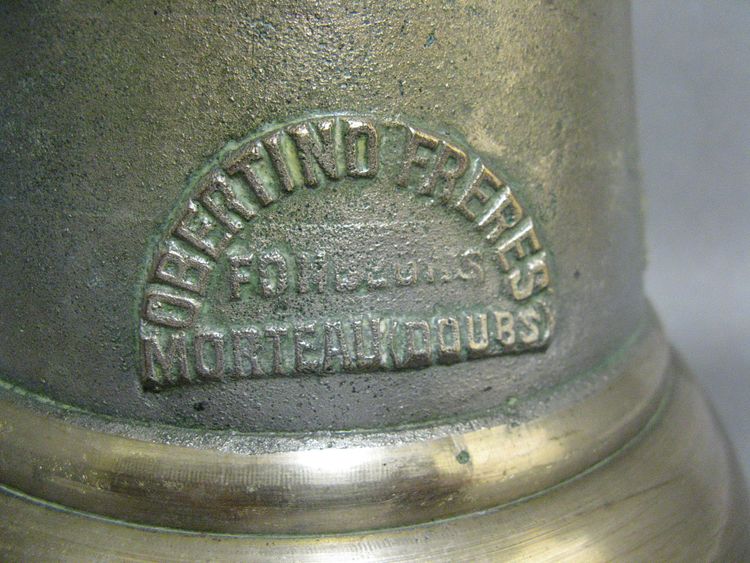 OBERTINO FRERES
FONDEURS
MORTEAU (DOUBS)